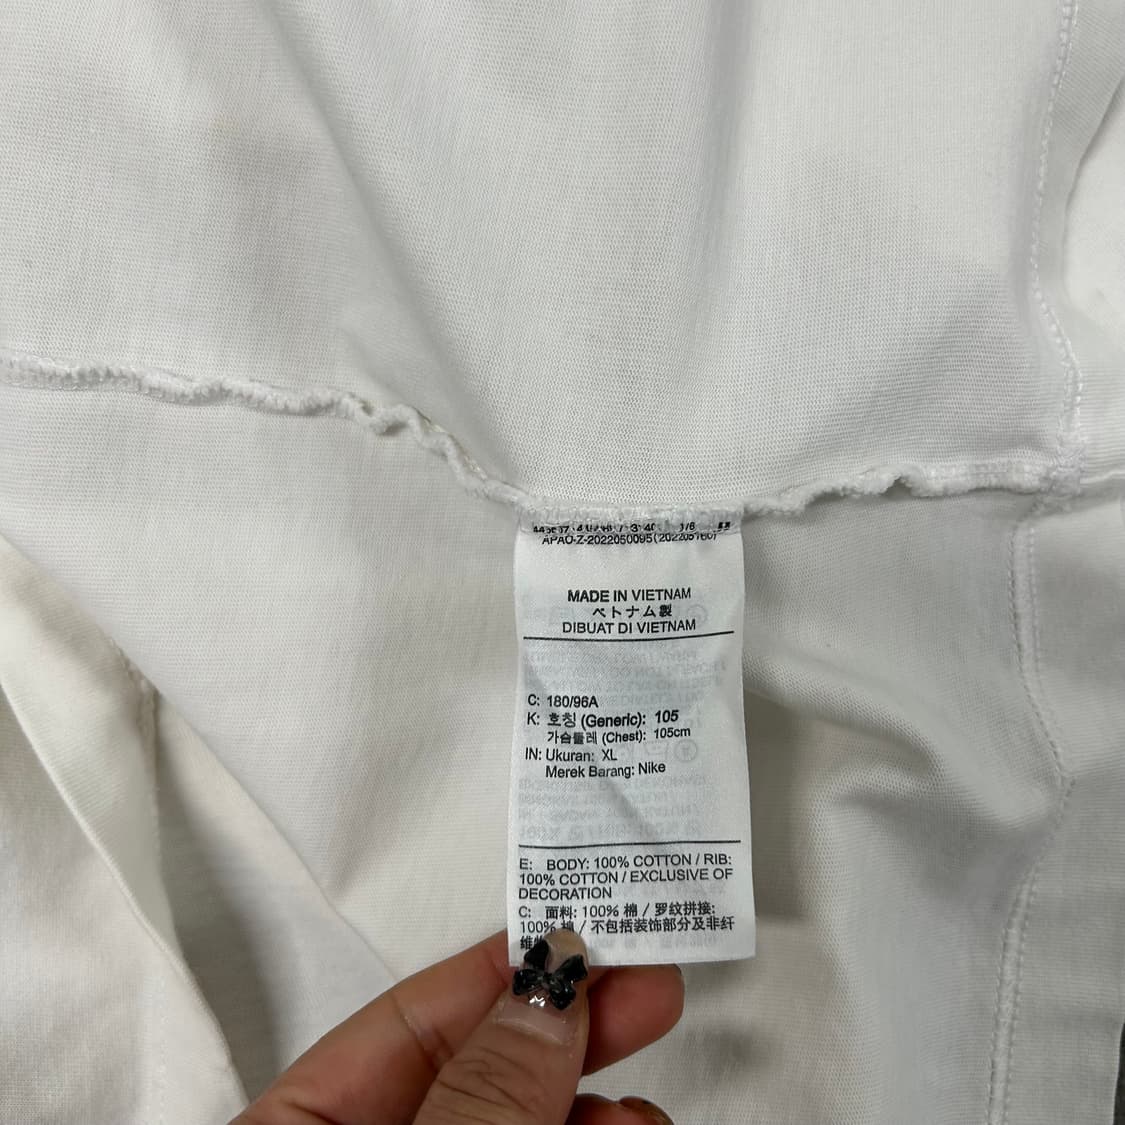 APAO-Z-2022050095(20220516U)
MADE IN VIETNAM
ベトナム製
DIBUAT DI VIETNAM
C: 180/96A
K: 호칭 (Generic): 105
가슴둘레 (Chest): 105cm
IN: Ukuran: XL
Merek Barang: Nike
E: BODY: 100% COTTON / RIB:
100% COTTON / EXCLUSIVE OF
DECORATION
C: 面料: 100% 棉 / 罗纹拼接:
100% 棉 / 不包括装饰部分及非纤